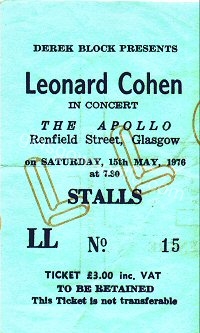 DEREK BLOCK PRESENTS
Leonard Cohen
IN CONCERT
THE APOLLO
Renfield Street, Glasgow
on SATURDAY, 15th MAY, 1976
at 7.30
STALLS
LL No 15
TICKET £3.00 inc. VAT
TO BE RETAINED
This Ticket is not transferable